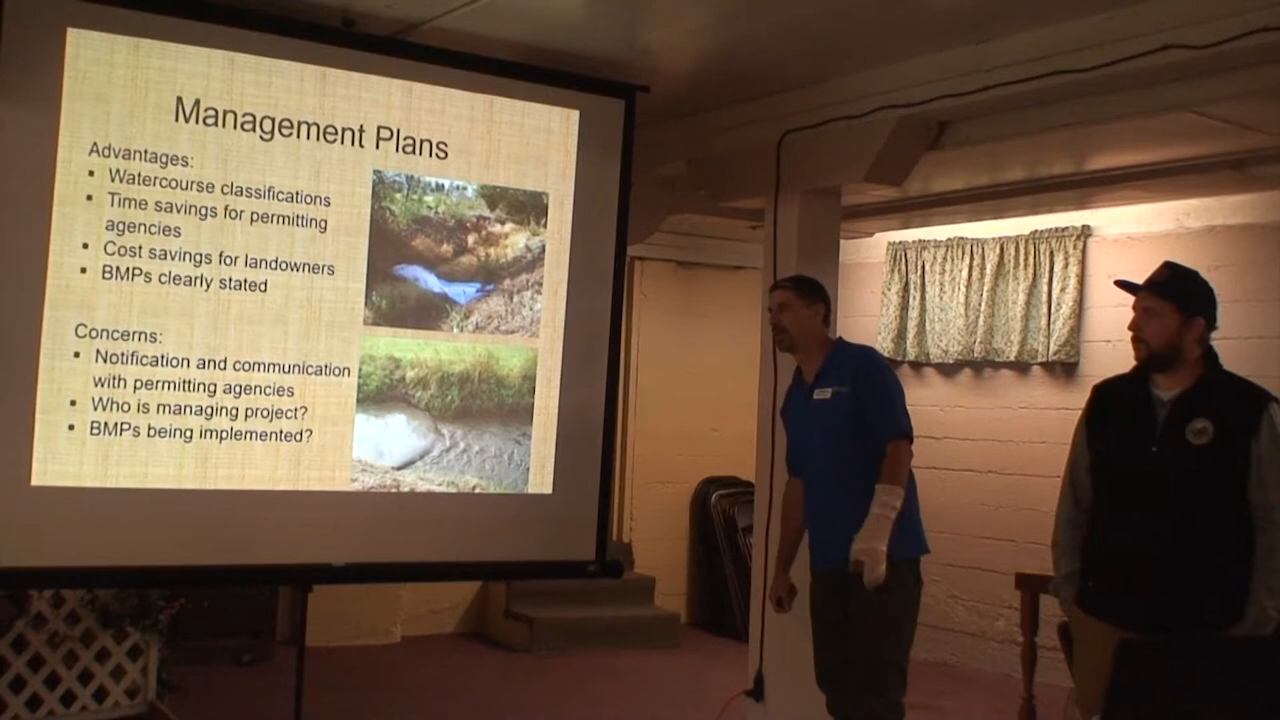 Management Plans
Advantages:
▪ Watercourse classifications
▪ Time savings for permitting
agencies
▪ Cost savings for landowners
▪ BMPs clearly stated
Concerns:
▪ Notification and communication
with permitting agencies
▪ Who is managing project?
▪ BMPs being implemented?